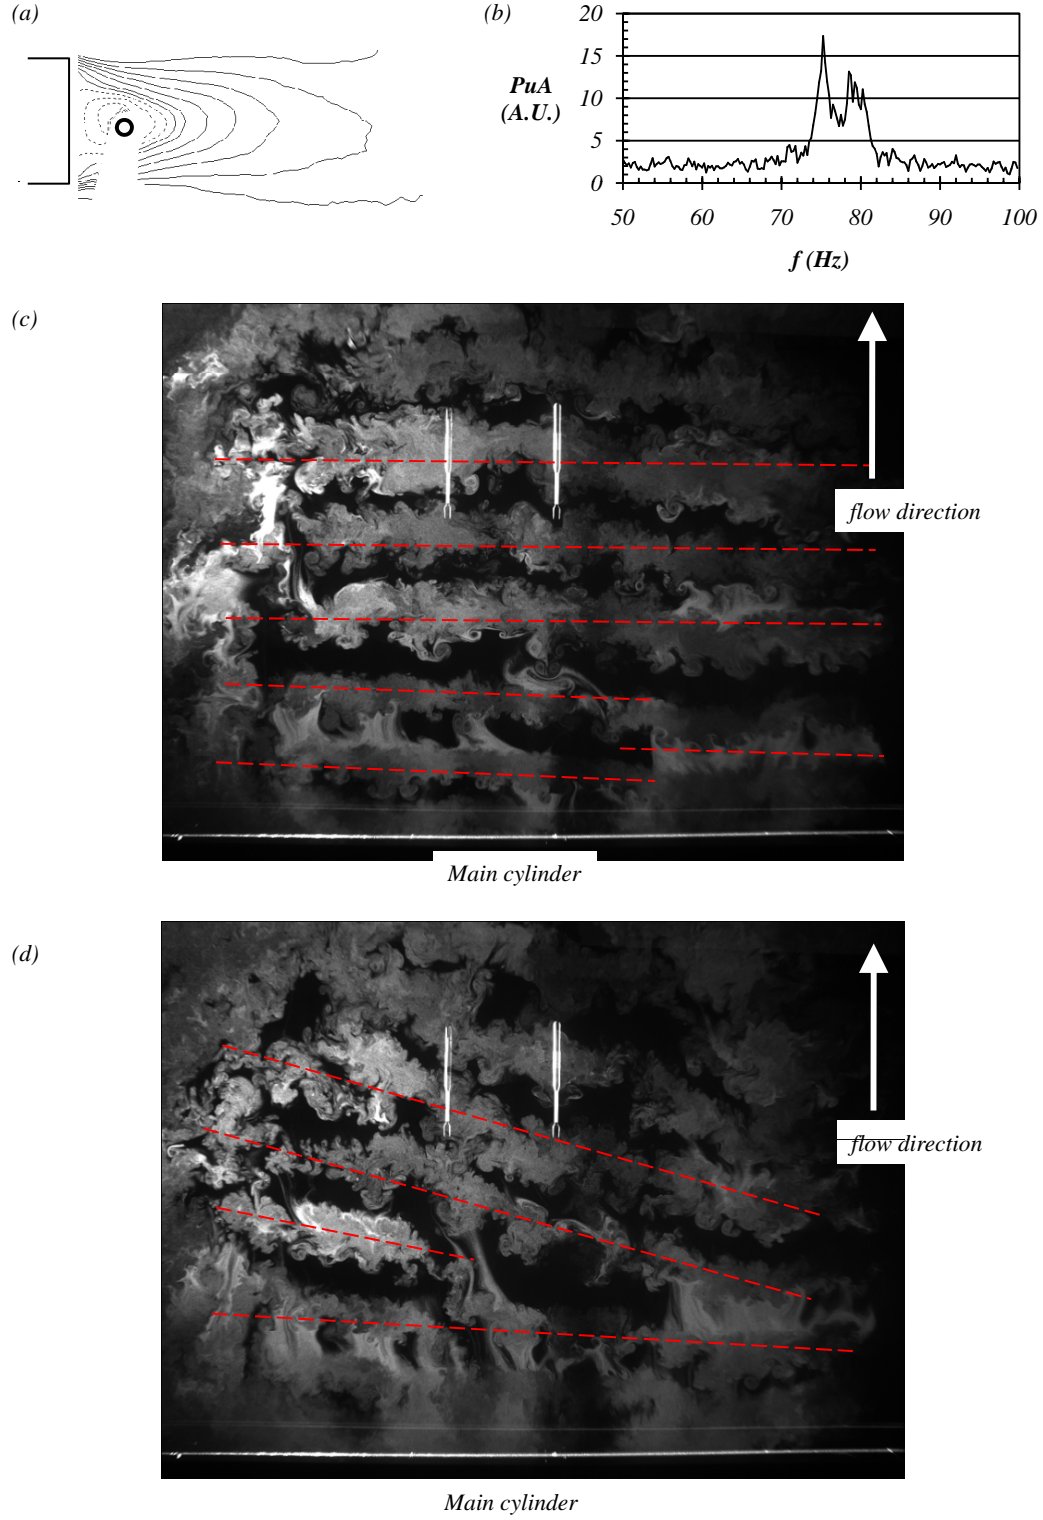 (a)
(b)
20
15
10
5
0
PuA
(A.U.)
50 60 70 80 90 100
f (Hz)
(c)
flow direction
Main cylinder
(d)
flow direction
Main cylinder